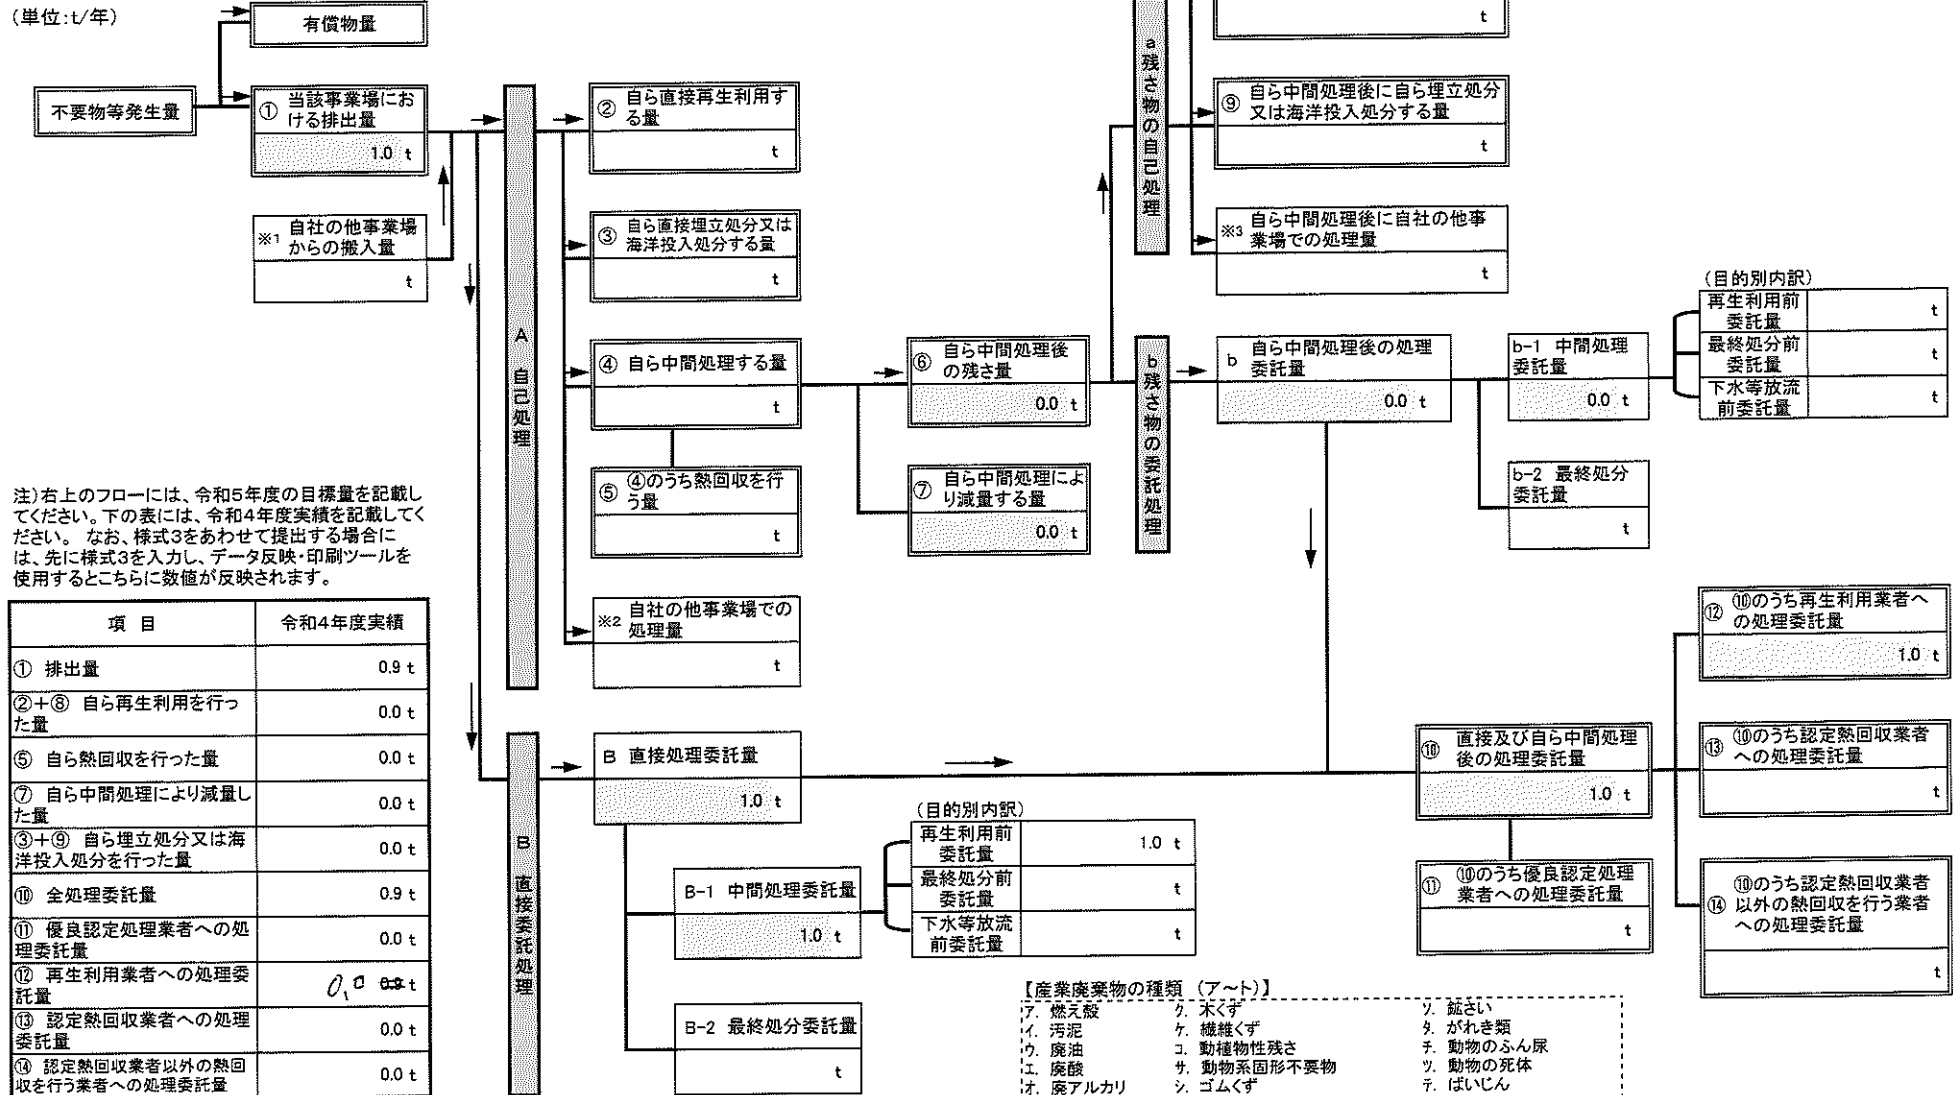 (単位:t/年)
有償物量
不要物等発生量
① 当該事業場にお
ける排出量
1.0 t
※1 自社の他事業場
からの搬入量
t
A 自己処理
② 自ら直接再生利用す
る量
t
③ 自ら直接埋立処分又は
海洋投入処分する量
t
④ 自ら中間処理する量
t
⑤ ④のうち熱回収を行
う量
t
※2 自社の他事業場での
処理量
t
⑥ 自ら中間処理後
の残さ量
0.0 t
⑦ 自ら中間処理によ
り減量する量
0.0 t
a 残さ物の自己処理
t
⑨ 自ら中間処理後に自ら埋立処分
又は海洋投入処分する量
t
※3 自ら中間処理後に自社の他事
業場での処理量
t
b 残さ物の委託処理
b 自ら中間処理後の処理
委託量
0.0 t
b-1 中間処理
委託量
0.0 t
b-2 最終処分
委託量
t
(目的別内訳)
再生利用前
委託量 t
最終処分前
委託量 t
下水等放流
前委託量 t
注)右上のフローには、令和5年度の目標量を記載し
てください。下の表には、令和4年度実績を記載してく
ださい。 なお、様式3をあわせて提出する場合に
は、先に様式3を入力し、データ反映・印刷ツールを
使用するとこちらに数値が反映されます。
項 目 令和4年度実績
① 排出量 0.9 t
②+⑧ 自ら再生利用を行っ
た量 0.0 t
⑤ 自ら熱回収を行った量 0.0 t
⑦ 自ら中間処理により減量し
た量 0.0 t
③+⑨ 自ら埋立処分又は海
洋投入処分を行った量 0.0 t
⑩ 全処理委託量 0.9 t
⑪ 優良認定処理業者への処
理委託量 0.0 t
⑫ 再生利用業者への処理委
託量 0.0 t
⑬ 認定熱回収業者への処理
委託量 0.0 t
⑭ 認定熱回収業者以外の熱回
収を行う業者への処理委託量 0.0 t
B 直接委託処理
B 直接処理委託量
1.0 t
B-1 中間処理委託量
1.0 t
B-2 最終処分委託量
t
(目的別内訳)
再生利用前
委託量 1.0 t
最終処分前
委託量 t
下水等放流
前委託量 t
⑩ 直接及び自ら中間処理
後の処理委託量
1.0 t
⑪ ⑩のうち優良認定処理
業者への処理委託量
t
⑫ ⑩のうち再生利用業者へ
の処理委託量
1.0 t
⑬ ⑩のうち認定熱回収業者
への処理委託量
t
⑭ ⑩のうち認定熱回収業者
以外の熱回収を行う業者
への処理委託量
t
【産業廃棄物の種類 (ア~ト)】
ア. 燃え殻 ク. 木くず ソ. 鉱さい
イ. 汚泥 ケ. 繊維くず タ. がれき類
ウ. 廃油 コ. 動植物性残さ チ. 動物のふん尿
エ. 廃酸 サ. 動物系固形不要物 ツ. 動物の死体
オ. 廃アルカリ シ. ゴムくず テ. ばいじん